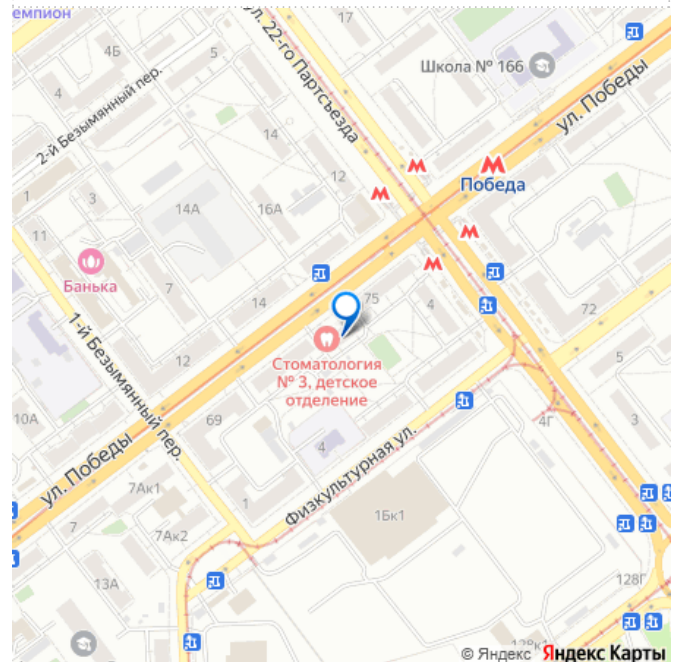 емпион
4Б
5
ул. 22-го Партсъезда
Школа № 166
ул. Победы
4
2-й Безымянный пер.
14
12
Победа
1
3
14А
16А
11
Банька
7
14
75
4
72
1-й Безымянный пер.
12
Стоматология
№ 3, детское
отделение
5
10А
69
4
4Г
3
ул. Победы
7Ак1
Физкультурная ул.
1
1Бк1
7
7Ак2
13А
128Г
128к1
© Яндекс Яндекс Карты